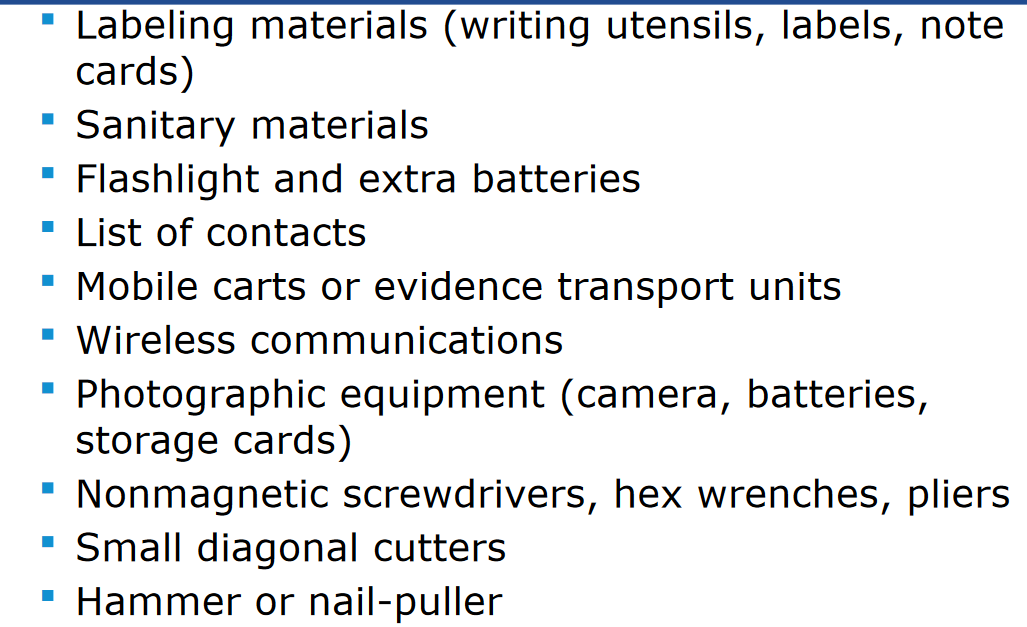 Labeling materials (writing utensils, labels, note
cards)
Sanitary materials
Flashlight and extra batteries
List of contacts
Mobile carts or evidence transport units
Wireless communications
Photographic equipment (camera, batteries,
storage cards)
Nonmagnetic screwdrivers, hex wrenches, pliers
Small diagonal cutters
Hammer or nail-puller